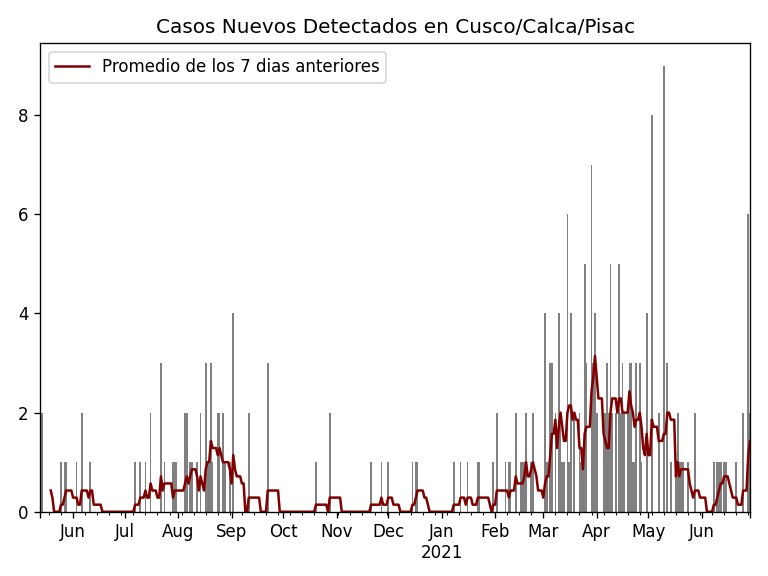 Casos Nuevos Detectados en Cusco/Calca/Pisac
Promedio de los 7 dias anteriores
8
6
4
2
0
Jun Jul Aug Sep Oct Nov Dec Jan Feb Mar Apr May Jun
2021